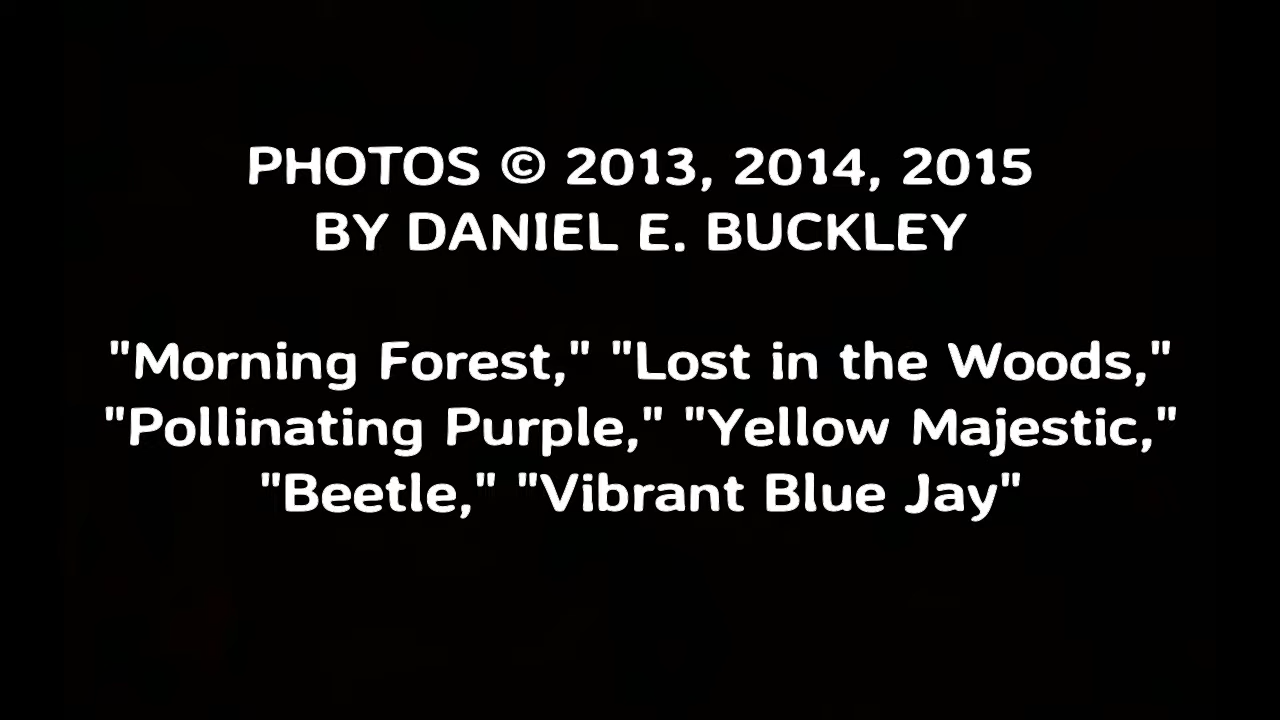 PHOTOS © 2013, 2014, 2015
BY DANIEL E. BUCKLEY
"Morning Forest," "Lost in the Woods,"
"Pollinating Purple," "Yellow Majestic,"
"Beetle," "Vibrant Blue Jay"